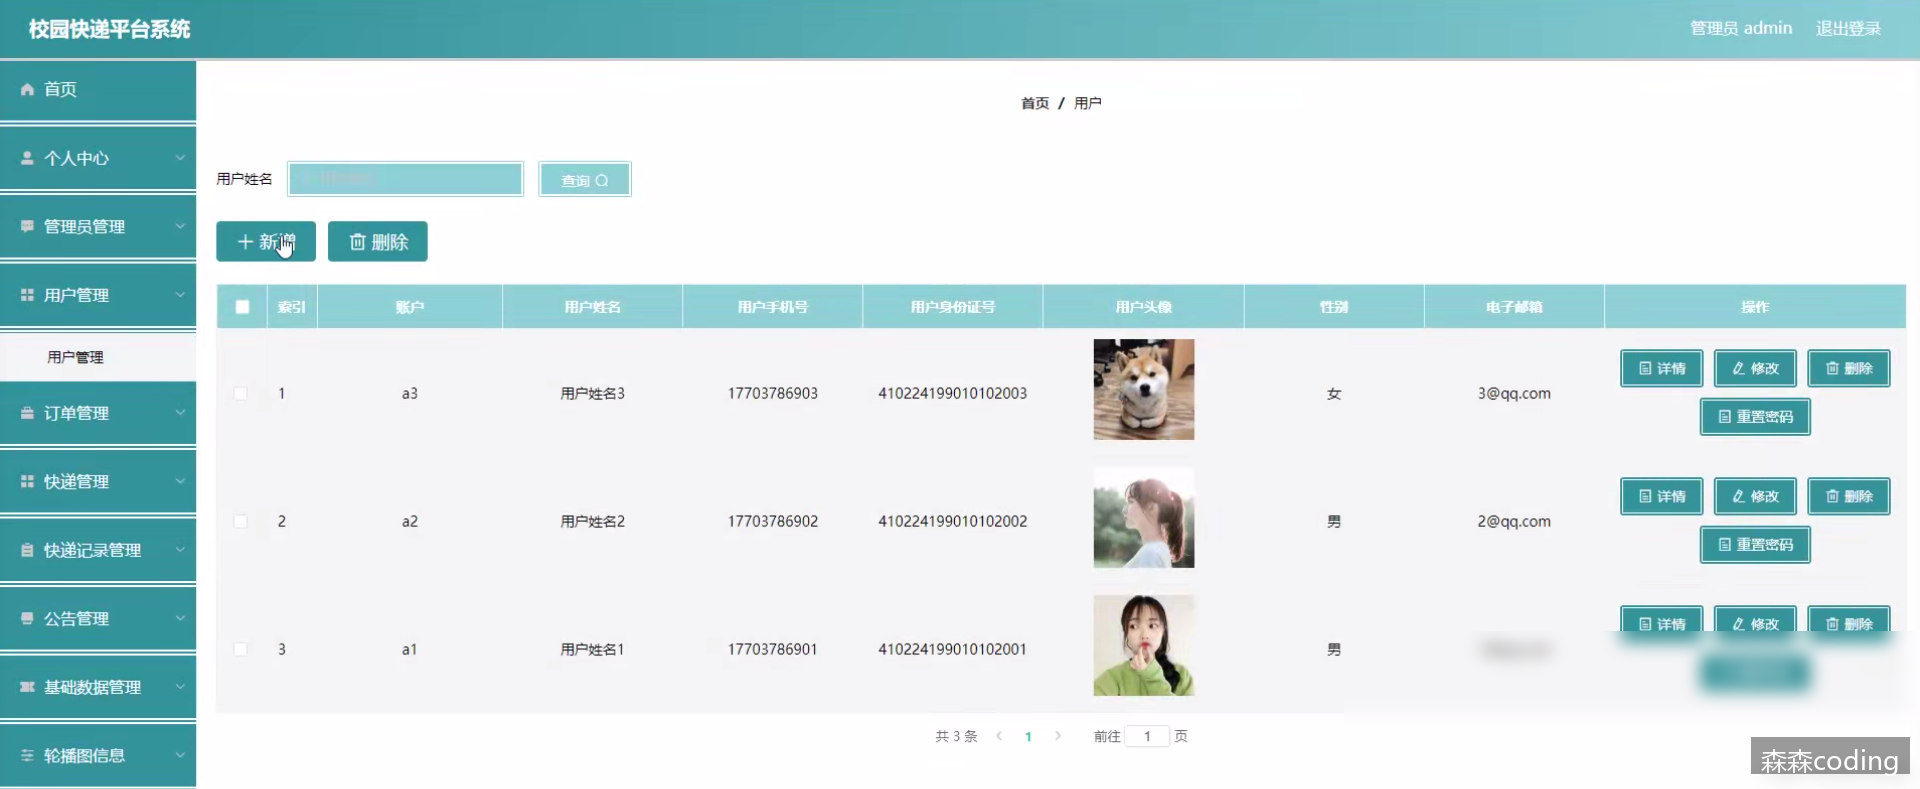 校园快递平台系统
管理员 admin
退出登录
首页
个人中心
管理员管理
用户管理
用户管理
订单管理
快递管理
快递记录管理
公告管理
基础数据管理
轮播图信息
首页 / 用户
用户姓名
查询
新增
删除
索引 账户 用户姓名 用户手机号 用户身份证号 用户头像 性别 电子邮箱 操作
1 a3 用户姓名3 17703786903 410224199010102003 女 3@qq.com 详情 修改 删除
重置密码
2 a2 用户姓名2 17703786902 410224199010102002 男 2@qq.com 详情 修改 删除
重置密码
3 a1 用户姓名1 17703786901 410224199010102001 男 详情 修改 删除
共 3 条 1 前往 1 页
森森coding